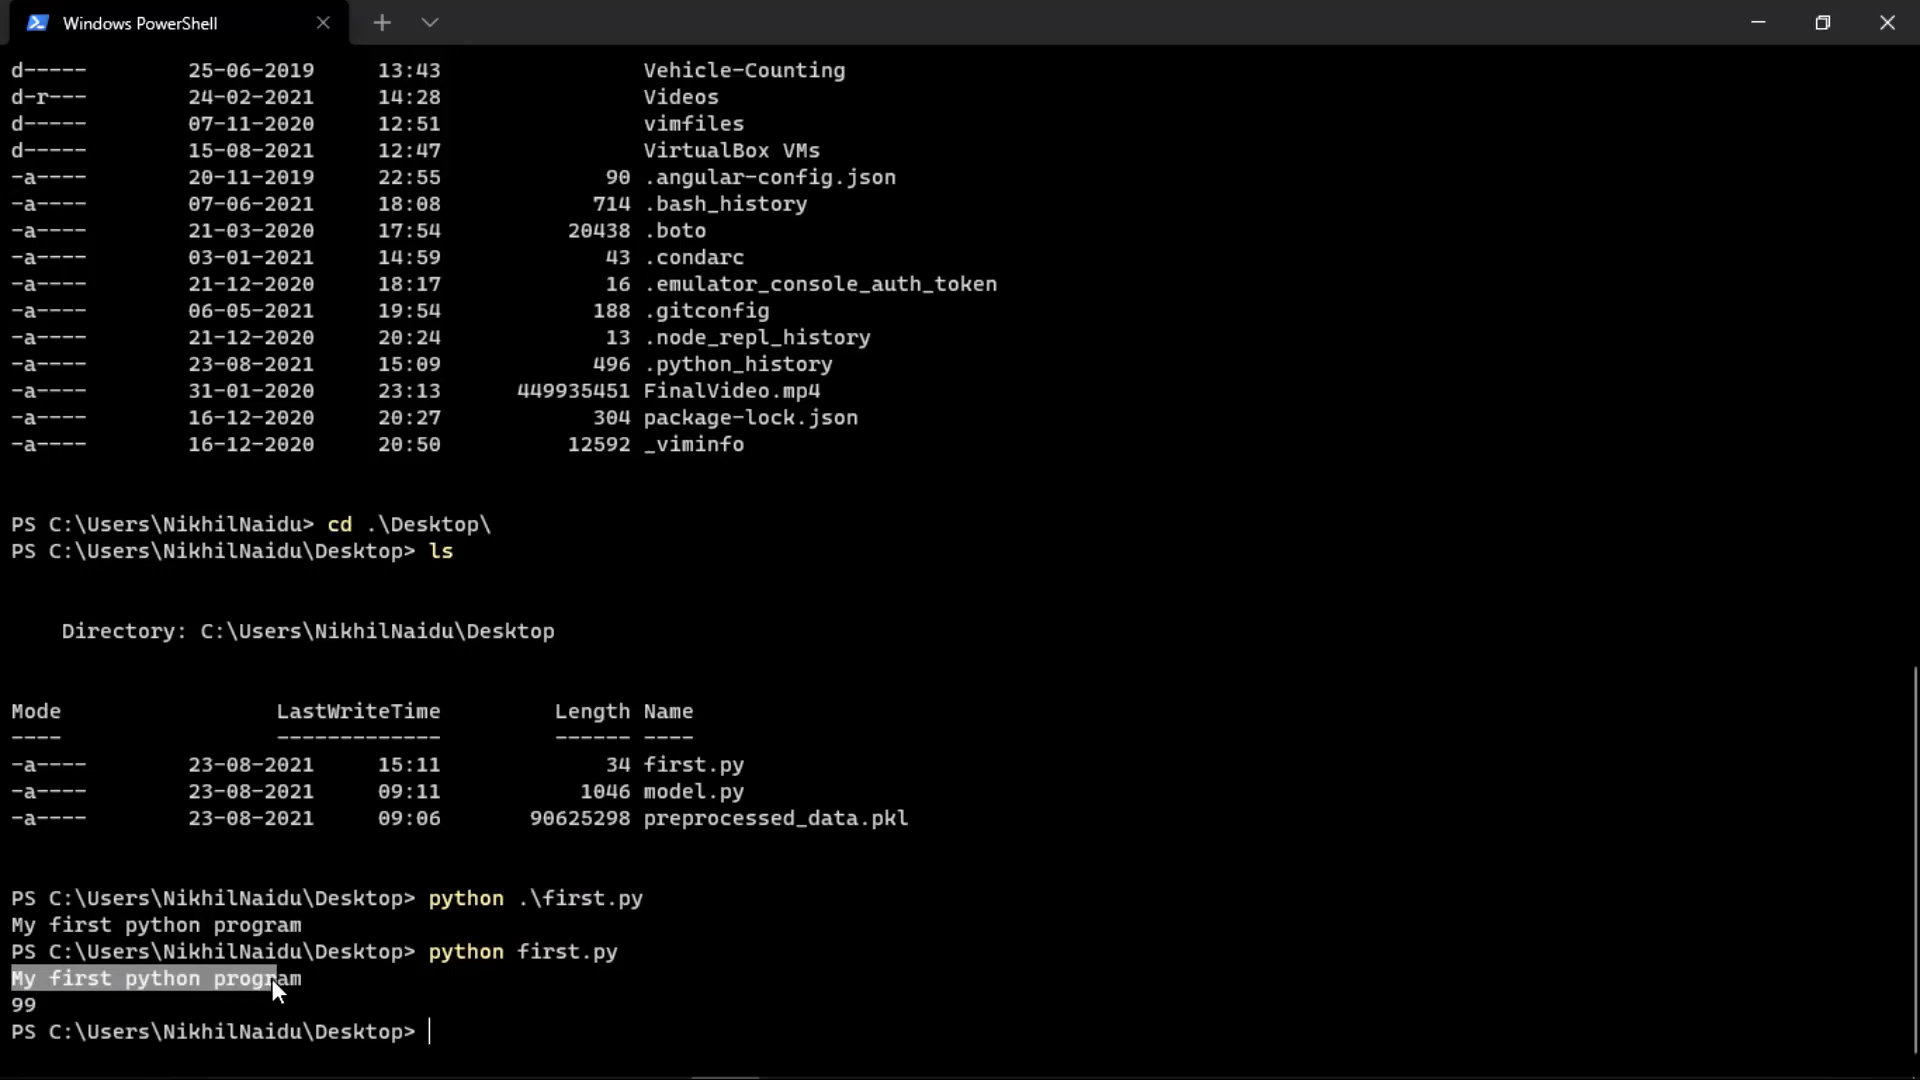 Windows PowerShell
d-----        25-06-2019     13:43                Vehicle-Counting
d-r---        24-02-2021     14:28                Videos
d-----        07-11-2020     12:51                vimfiles
d-----        15-08-2021     12:47                VirtualBox VMs
-a----        20-11-2019     22:55             90 .angular-config.json
-a----        07-06-2021     18:08            714 .bash_history
-a----        21-03-2020     17:54          20438 .boto
-a----        03-01-2021     14:59             43 .condarc
-a----        21-12-2020     18:17             16 .emulator_console_auth_token
-a----        06-05-2021     19:54            188 .gitconfig
-a----        21-12-2020     20:24             13 .node_repl_history
-a----        23-08-2021     15:09            496 .python_history
-a----        31-01-2020     23:13      449935451 FinalVideo.mp4
-a----        16-12-2020     20:27            304 package-lock.json
-a----        16-12-2020     20:50          12592 _viminfo
PS C:\Users\NikhilNaidu> cd .\Desktop\
PS C:\Users\NikhilNaidu\Desktop> ls
    Directory: C:\Users\NikhilNaidu\Desktop
Mode                 LastWriteTime         Length Name
----                 -------------         ------ ----
-a----        23-08-2021     15:11             34 first.py
-a----        23-08-2021     09:11           1046 model.py
-a----        23-08-2021     09:06       90625298 preprocessed_data.pkl
PS C:\Users\NikhilNaidu\Desktop> python .\first.py
My first python program
PS C:\Users\NikhilNaidu\Desktop> python first.py
My first python program
99
PS C:\Users\NikhilNaidu\Desktop>